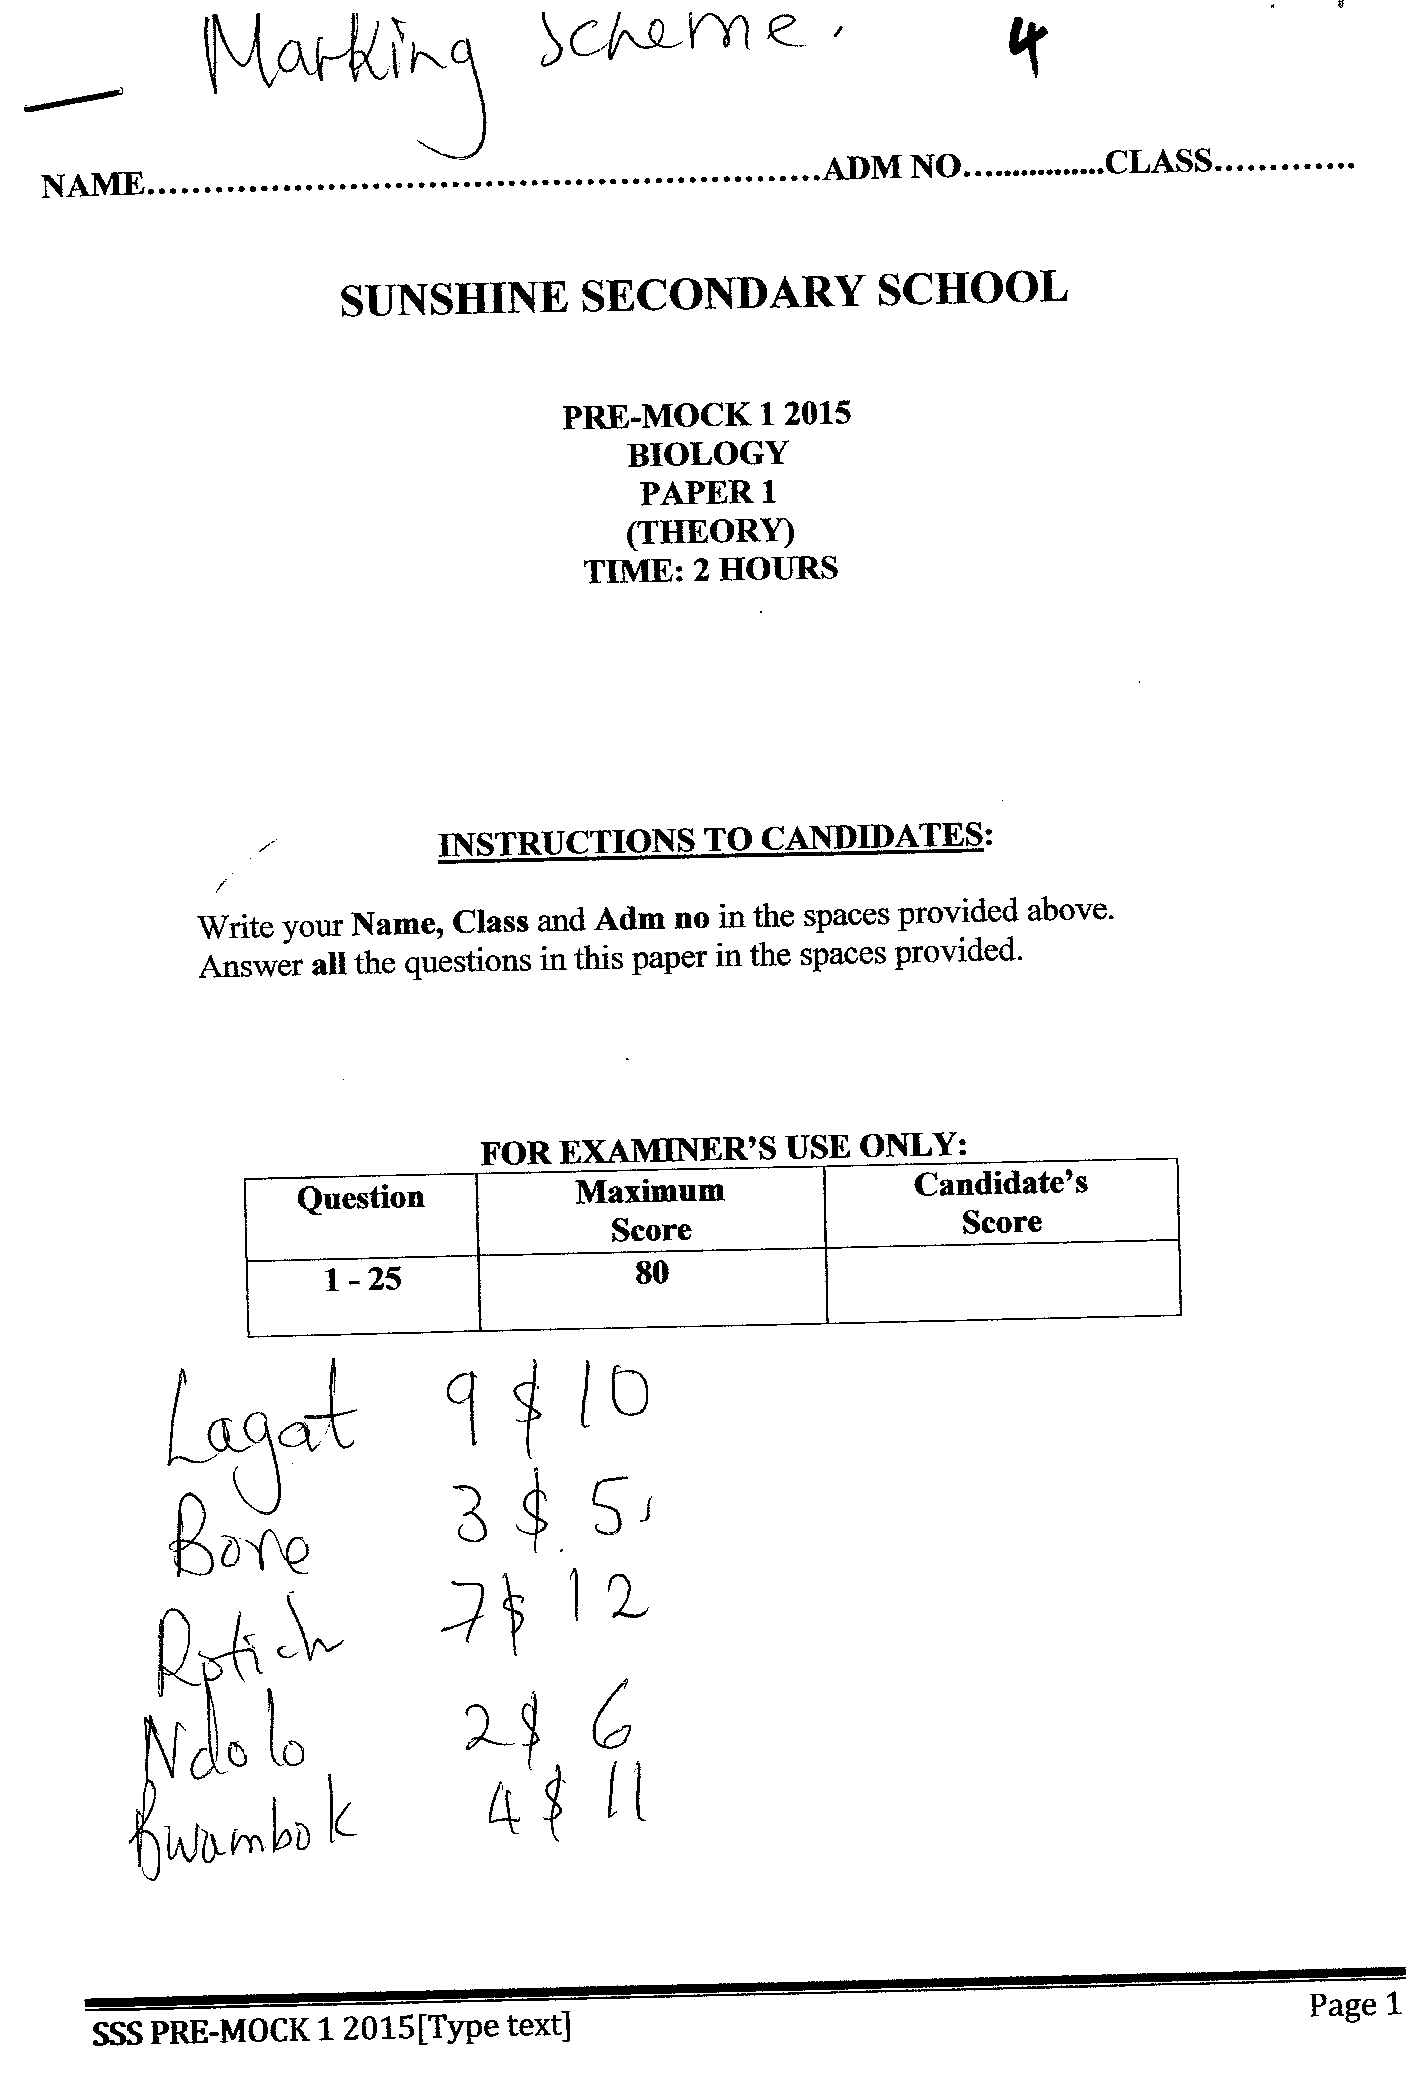 Marking scheme. 4
NAME............................................................ADM NO................CLASS.............
SUNSHINE SECONDARY SCHOOL
PRE-MOCK 1 2015
BIOLOGY
PAPER 1
(THEORY)
TIME: 2 HOURS
INSTRUCTIONS TO CANDIDATES:
Write your Name, Class and Adm no in the spaces provided above.
Answer all the questions in this paper in the spaces provided.
FOR EXAMINER'S USE ONLY:
Question Maximum Score Candidate's Score
1 - 25 80
Lagat 9 $ 10
Bore 3 $ 5,
Rotich 7 $ 12
Ndolo 2 $ 6
Bwambok 4 $ 11
SSS PRE-MOCK 1 2015[Type text] Page 1